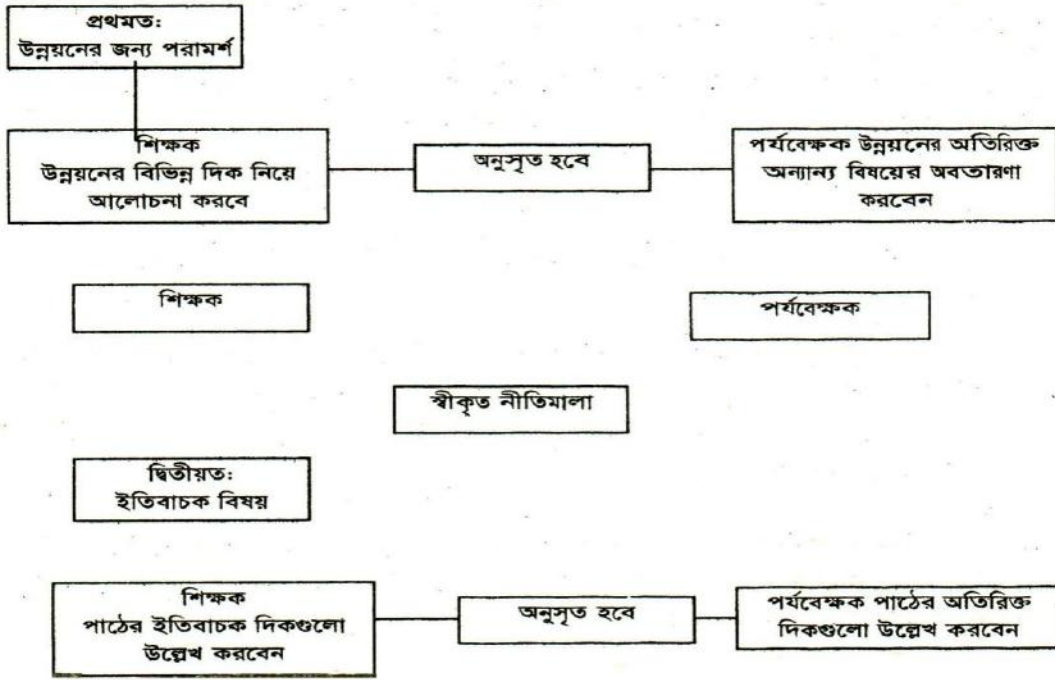 প্রথমত:
উন্নয়নের জন্য পরামর্শ
শিক্ষক
উন্নয়নের বিভিন্ন দিক নিয়ে
আলোচনা করবে
অনুসৃত হবে
পর্যবেক্ষক উন্নয়নের অতিরিক্ত
অন্যান্য বিষয়ের অবতারণা
করবেন
শিক্ষক
পর্যবেক্ষক
স্বীকৃত নীতিমালা
দ্বিতীয়ত:
ইতিবাচক বিষয়
শিক্ষক
পাঠের ইতিবাচক দিকগুলো
উল্লেখ করবেন
অনুসৃত হবে
পর্যবেক্ষক পাঠের অতিরিক্ত
দিকগুলো উল্লেখ করবেন